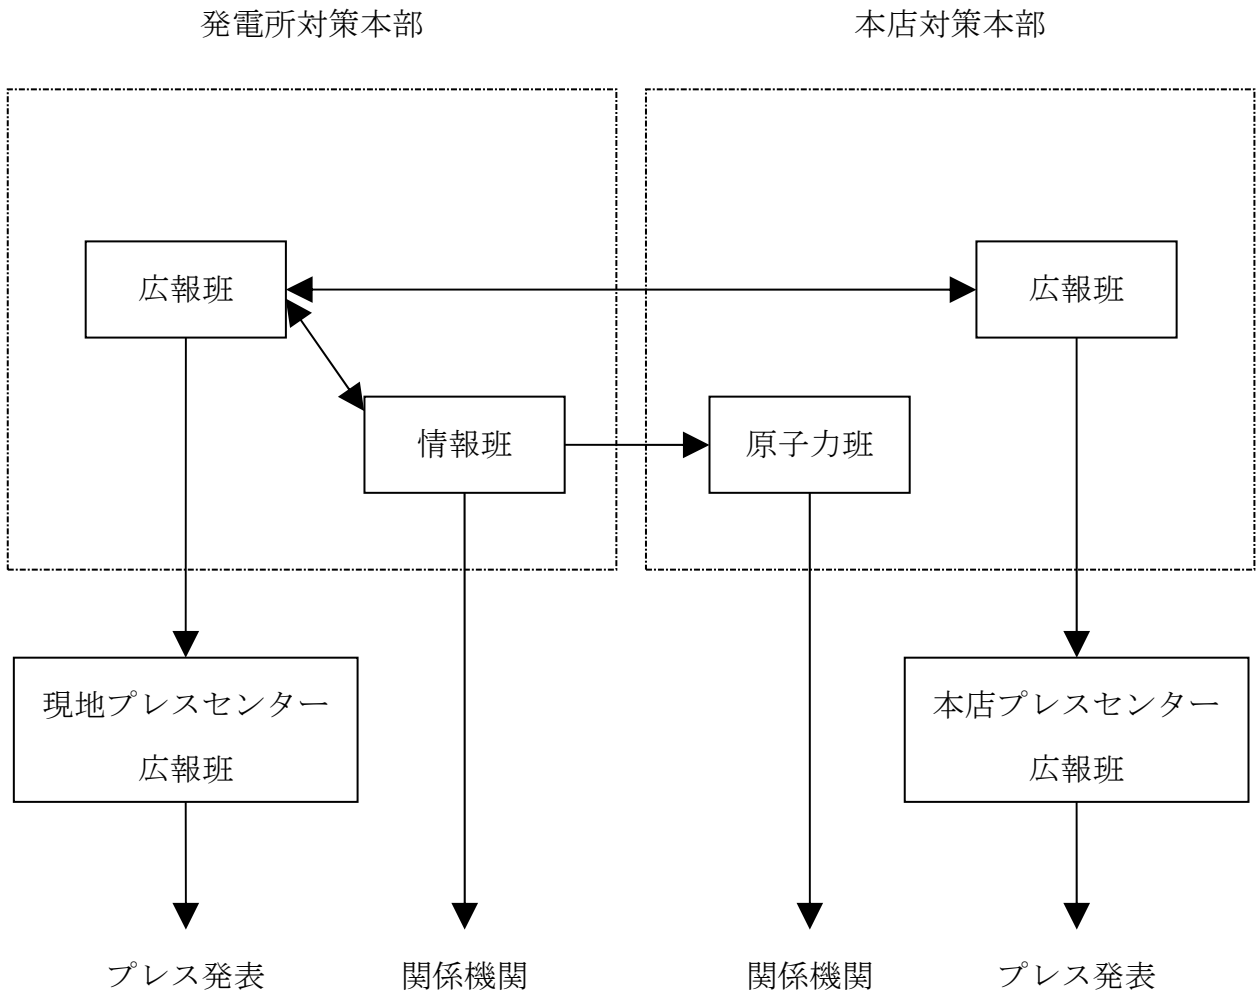 発電所対策本部
本店対策本部
広報班
広報班
情報班
原子力班
現地プレスセンター
広報班
本店プレスセンター
広報班
プレス発表
関係機関
関係機関
プレス発表